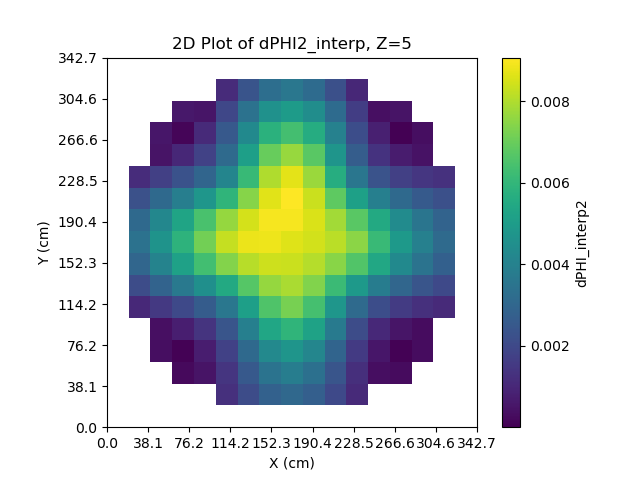 2D Plot of dPHI2_interp, Z=5
342.7
304.6
266.6
228.5
190.4
152.3
114.2
76.2
38.1
0.0
Y (cm)
0.0 38.1 76.2 114.2 152.3 190.4 228.5 266.6 304.6 342.7
X (cm)
0.008
0.006
0.004
0.002
dPHI_interp2